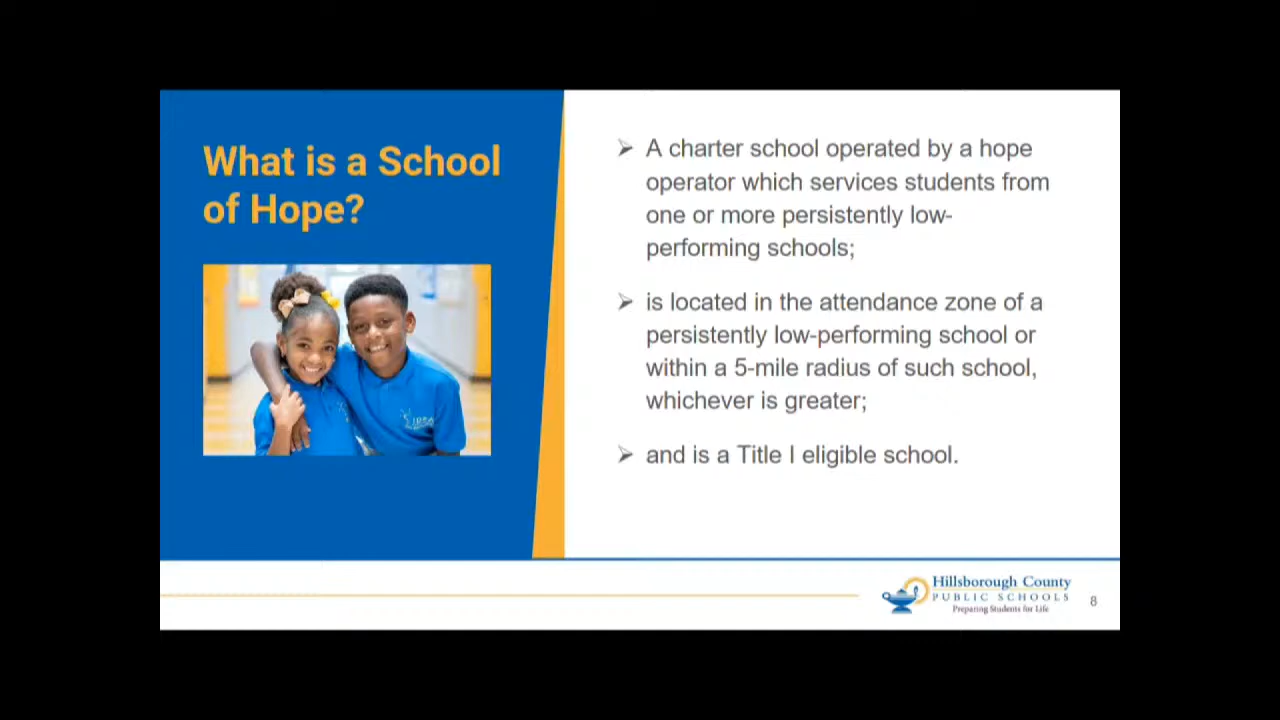 What is a School
of Hope?
➢ A charter school operated by a hope
operator which services students from
one or more persistently low-
performing schools;
➢ is located in the attendance zone of a
persistently low-performing school or
within a 5-mile radius of such school,
whichever is greater;
➢ and is a Title I eligible school.
Hillsborough County
PUBLIC SCHOOLS
Preparing Students for Life
8